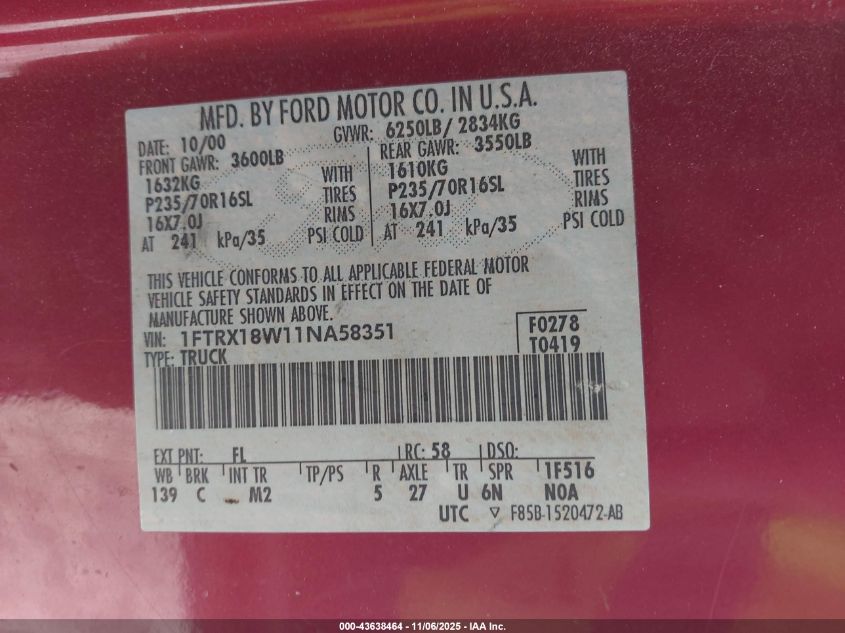 MFD. BY FORD MOTOR CO. IN U.S.A.
DATE: 10/00 GVWR: 6250LB/ 2834KG
FRONT GAWR: 3600LB REAR GAWR: 3550LB
1632KG WITH 1610KG WITH
P235/70R16SL TIRES P235/70R16SL TIRES
16X7.0J RIMS 16X7.0J RIMS
AT 241 kPa/35 PSI COLD AT 241 kPa/35 PSI COLD
THIS VEHICLE CONFORMS TO ALL APPLICABLE FEDERAL MOTOR
VEHICLE SAFETY STANDARDS IN EFFECT ON THE DATE OF
MANUFACTURE SHOWN ABOVE.
VIN: 1FTRX18W11NA58351 F0278
TYPE: TRUCK T0419
EXT PNT: FL RC: 58 DSO:
WB BRK INT TR TP/PS R AXLE TR SPR 1F516
139 C M2 5 27 U 6N NOA
UTC ▽ F85B-1520472-AB
000-43638464 - 11/06/2025 - IAA Inc.